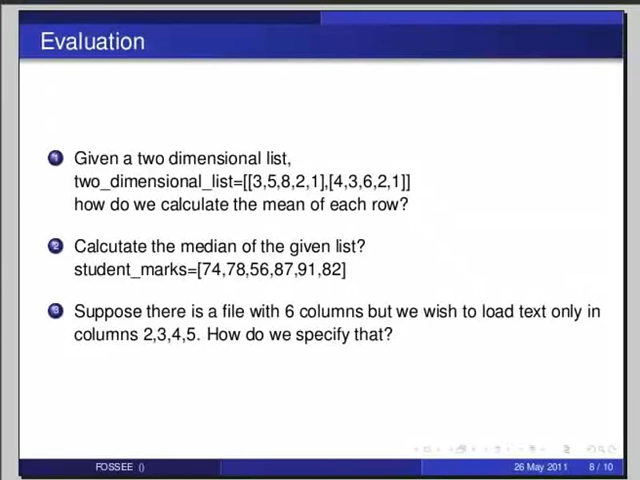 Evaluation
1 Given a two dimensional list,
two_dimensional_list=[[3,5,8,2,1],[4,3,6,2,1]]
how do we calculate the mean of each row?
2 Calcutate the median of the given list?
student_marks=[74,78,56,87,91,82]
3 Suppose there is a file with 6 columns but we wish to load text only in
columns 2,3,4,5. How do we specify that?
FOSSEE () 26 May 2011 8 / 10